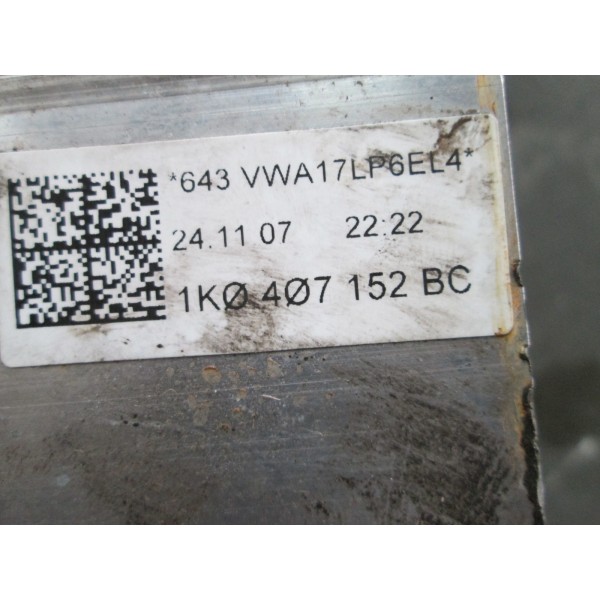 *643 VWA17LP6EL4*
24.11 07 22:22
1KØ 4Ø7 152 BC